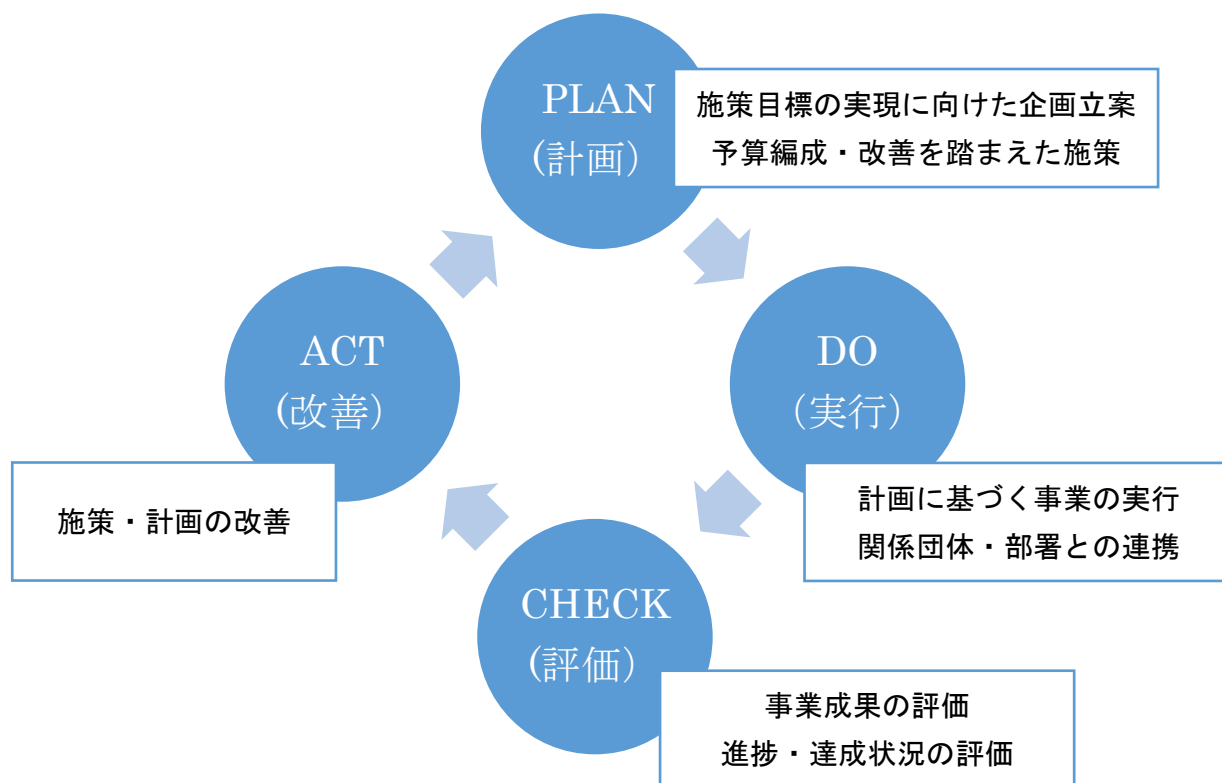 PLAN
(計画)
施策目標の実現に向けた企画立案
予算編成・改善を踏まえた施策
DO
（実行）
計画に基づく事業の実行
関係団体・部署との連携
CHECK
(評価)
事業成果の評価
進捗・達成状況の評価
ACT
(改善)
施策・計画の改善